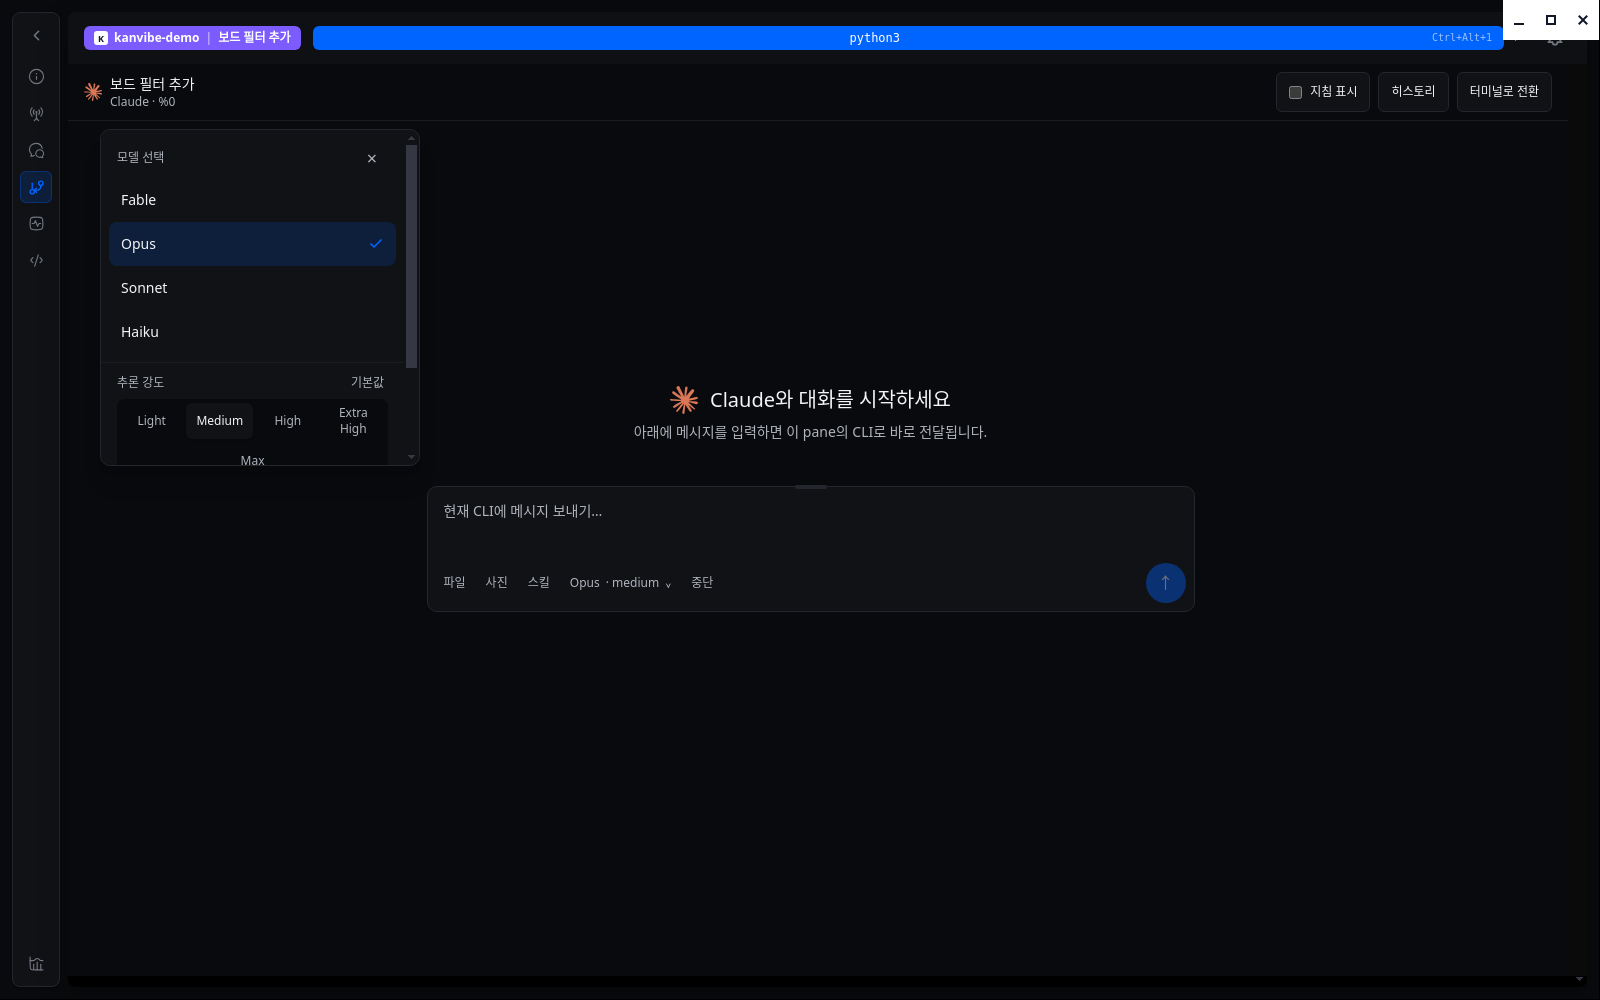 K kanvibe-demo | 보드 필터 추가
python3
Ctrl+Alt+1
보드 필터 추가
Claude · %0
지침 표시
히스토리
터미널로 전환
모델 선택
Fable
Opus
Sonnet
Haiku
추론 강도
기본값
Light
Medium
High
Extra
High
Max
Claude와 대화를 시작하세요
아래에 메시지를 입력하면 이 pane의 CLI로 바로 전달됩니다.
현재 CLI에 메시지 보내기...
파일
사진
스킬
Opus · medium
중단